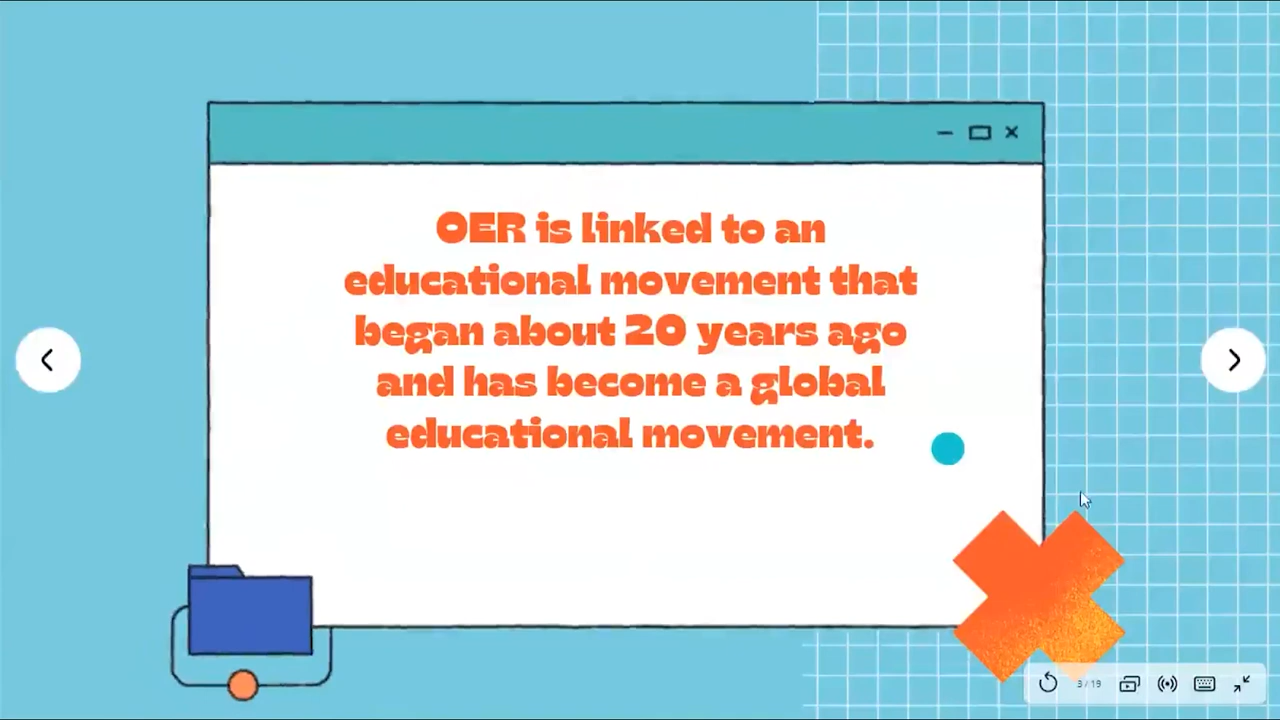 OER is linked to an
educational movement that
began about 20 years ago
and has become a global
educational movement.
3 / 19